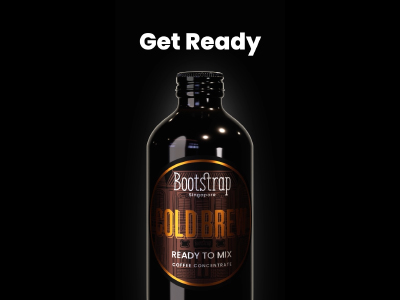 Get Ready
Bootstrap
Singapore
COLD BREW
READY TO MIX
COFFEE CONCENTRATE